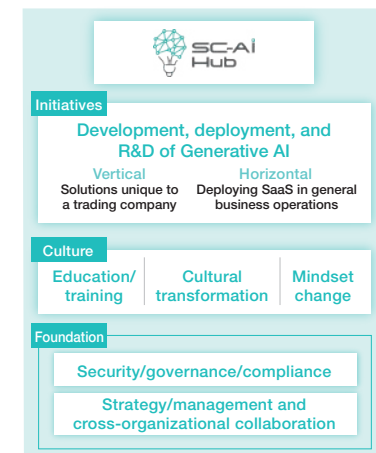 SC-Ai
Hub
Initiatives
Development, deployment, and
R&D of Generative AI
Vertical
Solutions unique to
a trading company
Horizontal
Deploying SaaS in general
business operations
Culture
Education/
training
Cultural
transformation
Mindset
change
Foundation
Security/governance/compliance
Strategy/management and
cross-organizational collaboration